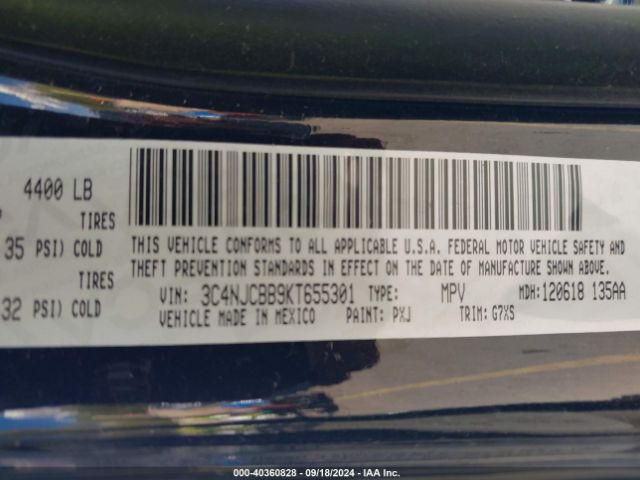 4400 LB
TIRES
35 PSI) COLD
TIRES
32 PSI) COLD
THIS VEHICLE CONFORMS TO ALL APPLICABLE U.S.A. FEDERAL MOTOR VEHICLE SAFETY AND
THEFT PREVENTION STANDARDS IN EFFECT ON THE DATE OF MANUFACTURE SHOWN ABOVE.
VIN: 3C4NJCBB9KT655301 TYPE: MPV MDH:120618 135AA
VEHICLE MADE IN MEXICO PAINT: PXJ TRIM: G7XS
000-40360828 - 09/18/2024 - IAA Inc.